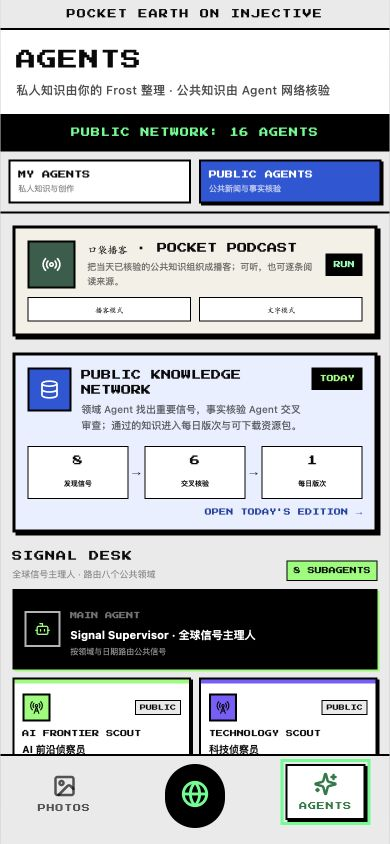 POCKET EARTH ON INJECTIVE
AGENTS
私人知识由你的 Frost 整理 · 公共知识由 Agent 网络核验
PUBLIC NETWORK: 16 AGENTS
MY AGENTS
私人知识与创作
PUBLIC AGENTS
公共新闻与事实核验
口袋播客 · POCKET PODCAST
把当天已核验的公共知识组织成播客；可听，也可逐条阅
读来源。
RUN
播客模式
文字模式
PUBLIC KNOWLEDGE
NETWORK
TODAY
领域 Agent 找出重要信号，事实核验 Agent 交叉
审查；通过的知识进入每日版次与可下载资源包。
8
发现信号
→
6
交叉核验
→
1
每日版次
OPEN TODAY'S EDITION →
SIGNAL DESK
全球信号主理人 · 路由八个公共领域
8 SUBAGENTS
MAIN AGENT
Signal Supervisor · 全球信号主理人
按领域与日期路由公共信号
PUBLIC
AI FRONTIER SCOUT
AI 前沿侦察员
PUBLIC
TECHNOLOGY SCOUT
科技侦察员
PHOTOS
AGENTS